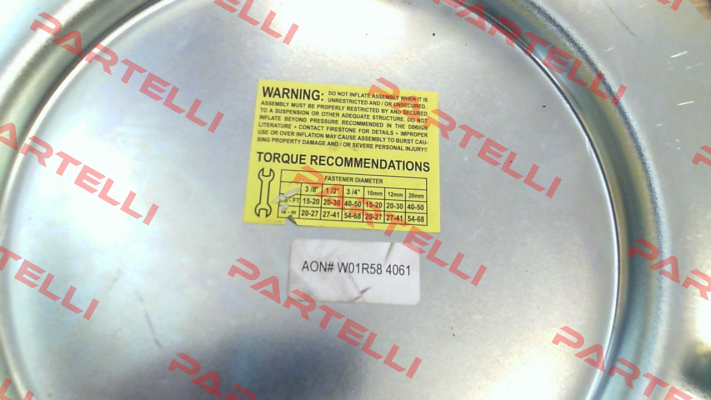 WARNING: DO NOT INFLATE ASSEMBLY WHEN IT IS
UNRESTRICTED AND / OR UNSECURED.
ASSEMBLY MUST BE PROPERLY RESTRICTED BY AND SECURED
TO A SUSPENSION OR OTHER ADEQUATE STRUCTURE. DO NOT
INFLATE BEYOND PRESSURE RECOMMENDED IN THE DESIGN
LITERATURE • CONTACT FIRESTONE FOR DETAILS • IMPROPER
USE OR OVER INFLATION MAY CAUSE ASSEMBLY TO BURST CAU-
SING PROPERTY DAMAGE AND / OR SEVERE PERSONAL INJURY!!
TORQUE RECOMMENDATIONS
FASTENER DIAMETER
3 /8" 1 /2" 3 /4" 10mm 12mm 20mm
FT 15-20 20-30 40-50 15-20 20-30 40-50
m 20-27 27-41 54-68 20-27 27-41 54-68
AON# W01R58 4061
PARTELLI
PARTELLI
PARTELLI
PARTELLI
PARTELLI
PARTELLI
PARTELLI
PARTELLI
PARTELLI